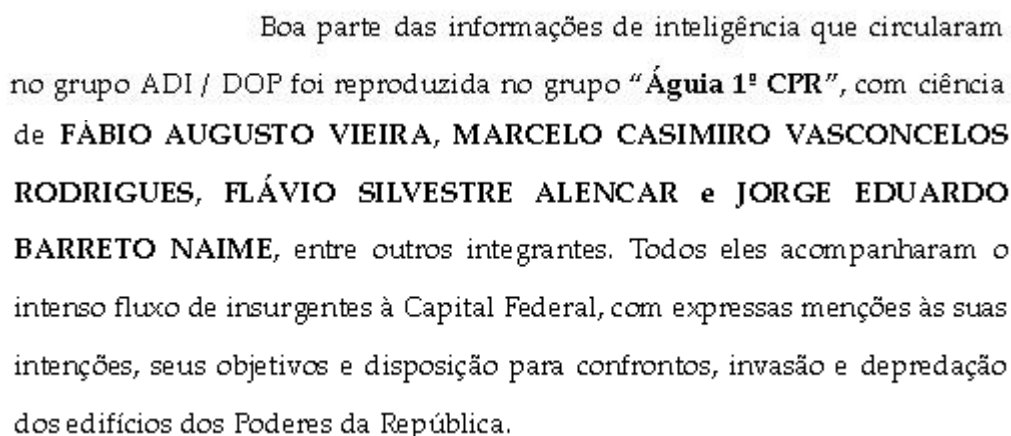 Boa parte das informações de inteligência que circularam
no grupo ADI / DOP foi reproduzida no grupo “Águia 1º CPR”, com ciência
de FÁBIO AUGUSTO VIEIRA, MARCELO CASIMIRO VASCONCELOS
RODRIGUES, FLÁVIO SILVESTRE ALENCAR e JORGE EDUARDO
BARRETO NAIME, entre outros integrantes. Todos eles acompanharam o
intenso fluxo de insurgentes à Capital Federal, com expressas menções às suas
intenções, seus objetivos e disposição para confrontos, invasão e depredação
dos edifícios dos Poderes da República.